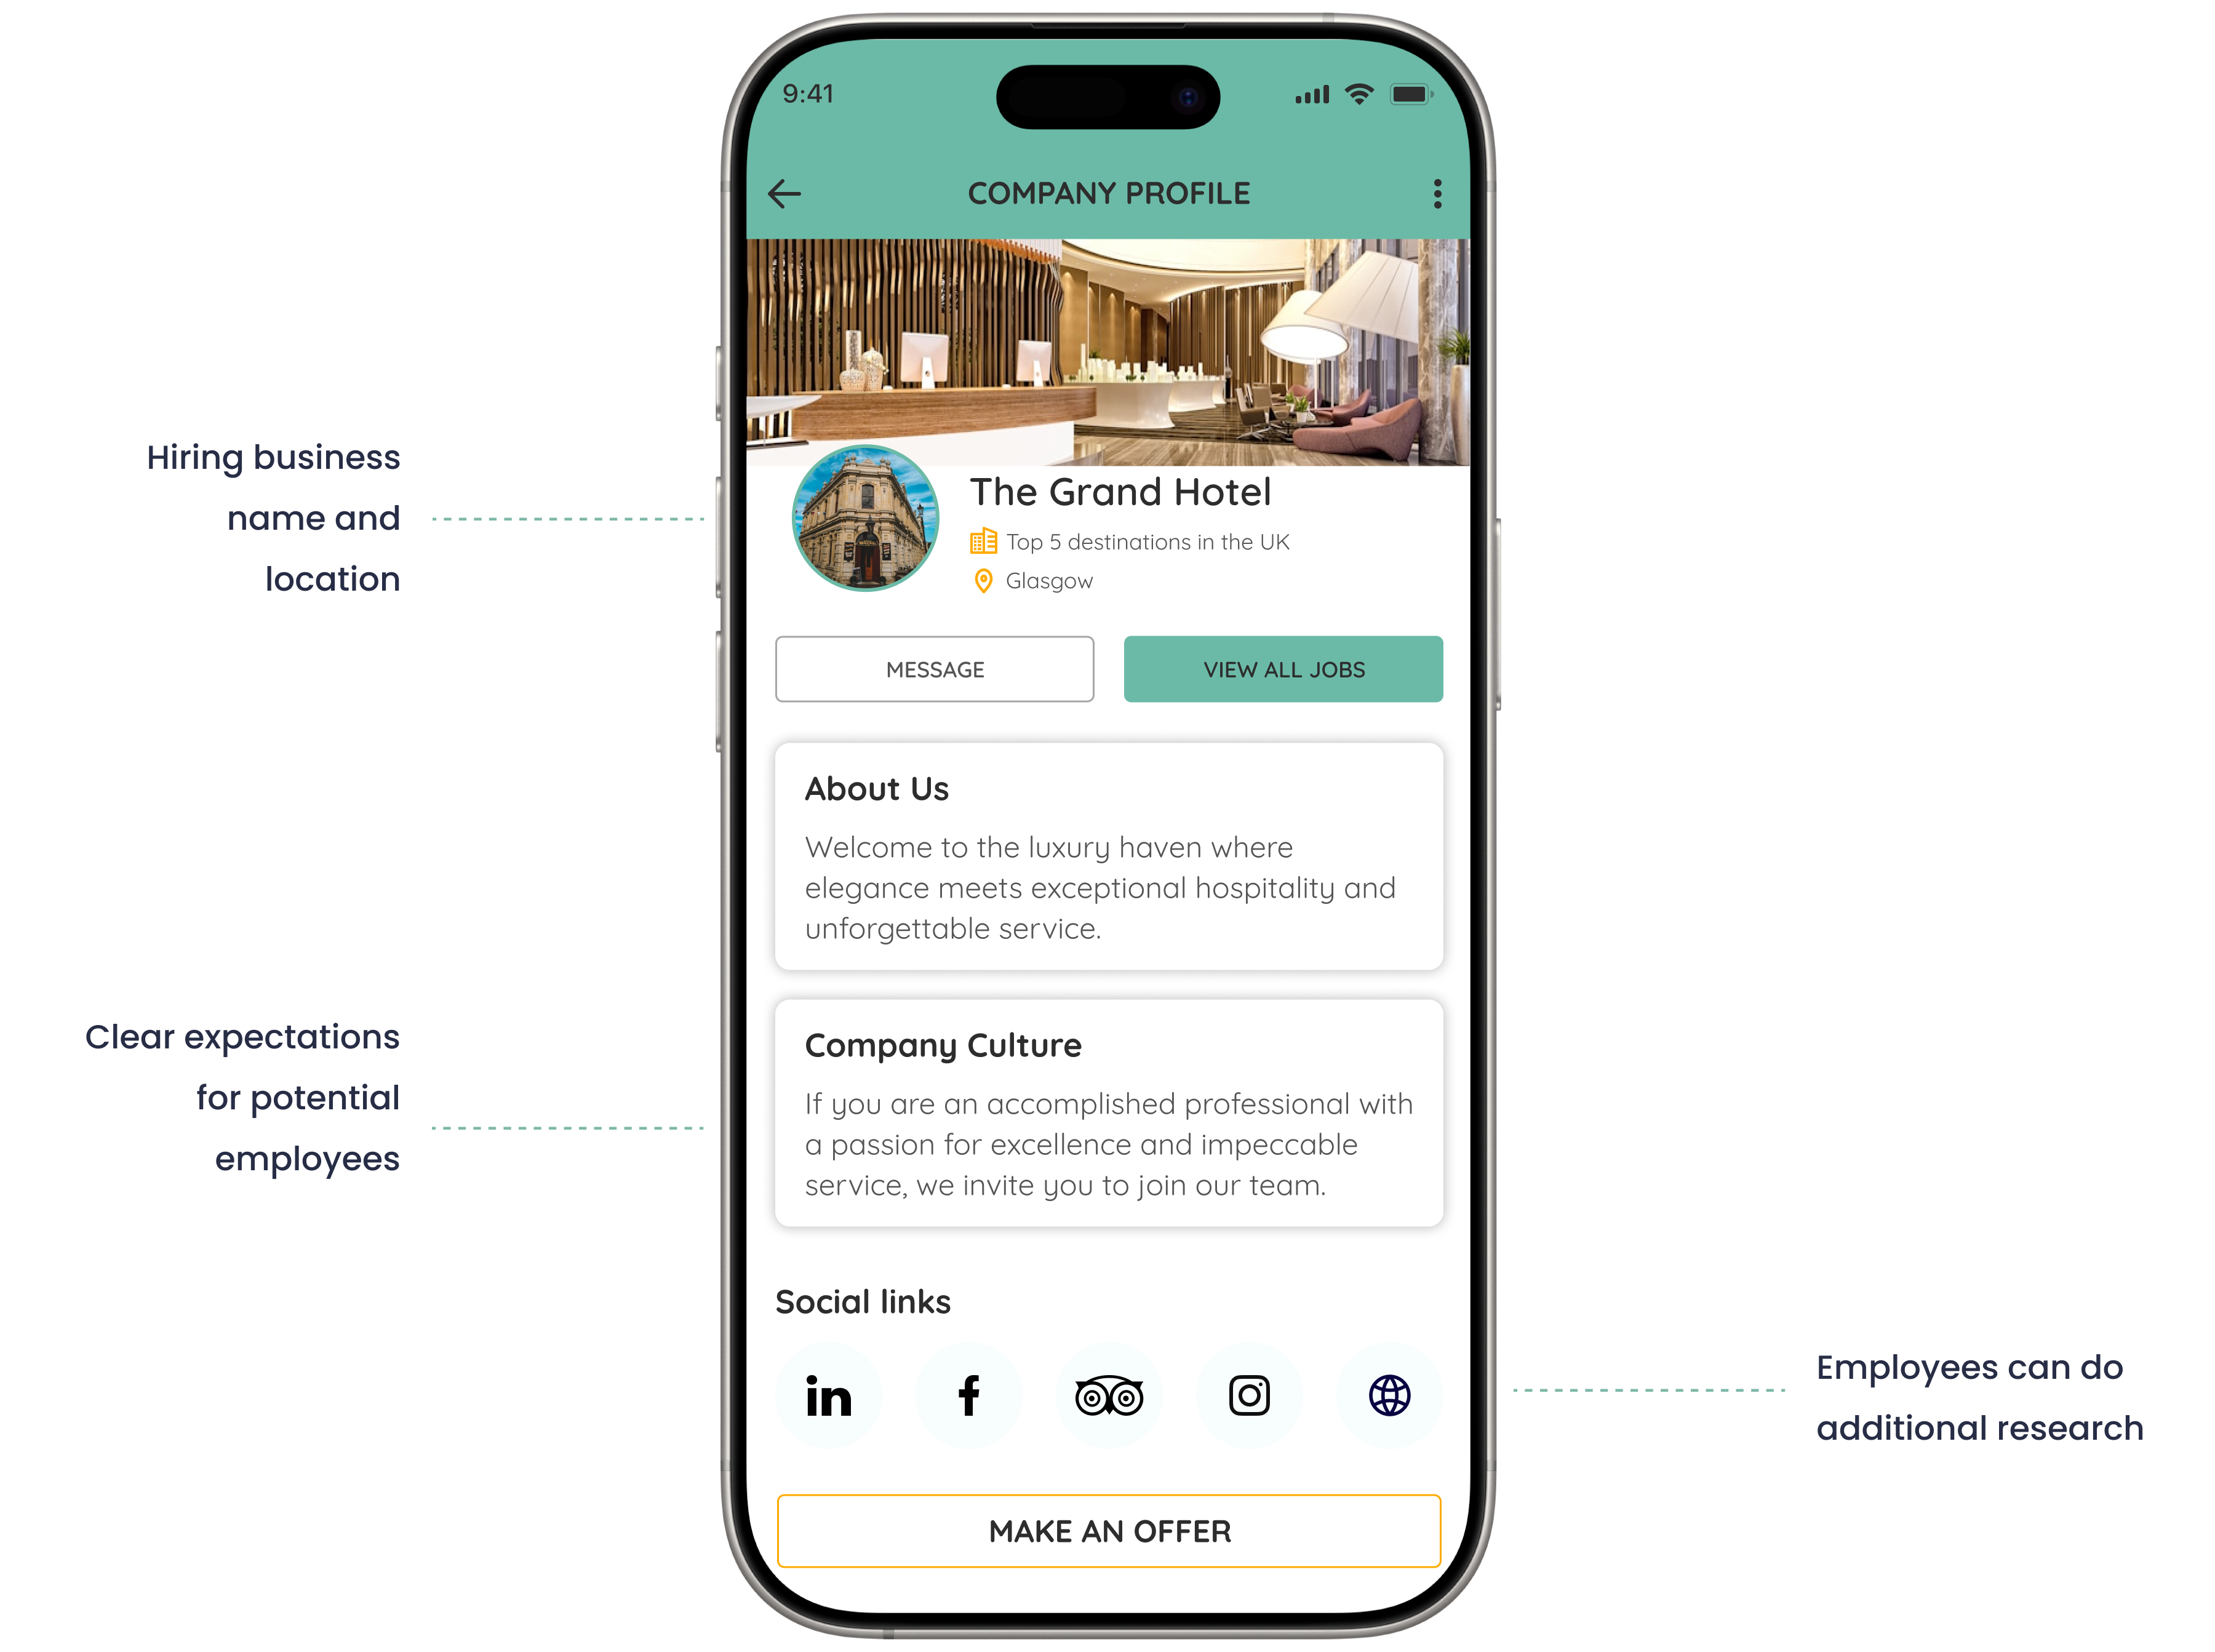 9:41
COMPANY PROFILE
Hiring business
name and
location
The Grand Hotel
Top 5 destinations in the UK
Glasgow
MESSAGE
VIEW ALL JOBS
About Us
Welcome to the luxury haven where
elegance meets exceptional hospitality and
unforgettable service.
Clear expectations
for potential
employees
Company Culture
If you are an accomplished professional with
a passion for excellence and impeccable
service, we invite you to join our team.
Social links
in
f
Employees can do
additional research
MAKE AN OFFER